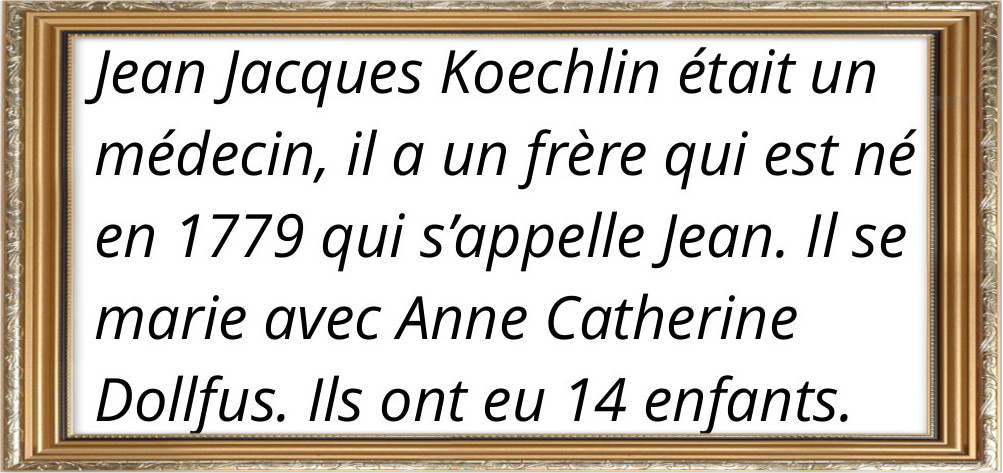 Jean Jacques Koechlin était un
médecin, il a un frère qui est né
en 1779 qui s’appelle Jean. Il se
marie avec Anne Catherine
Dollfus. Ils ont eu 14 enfants.